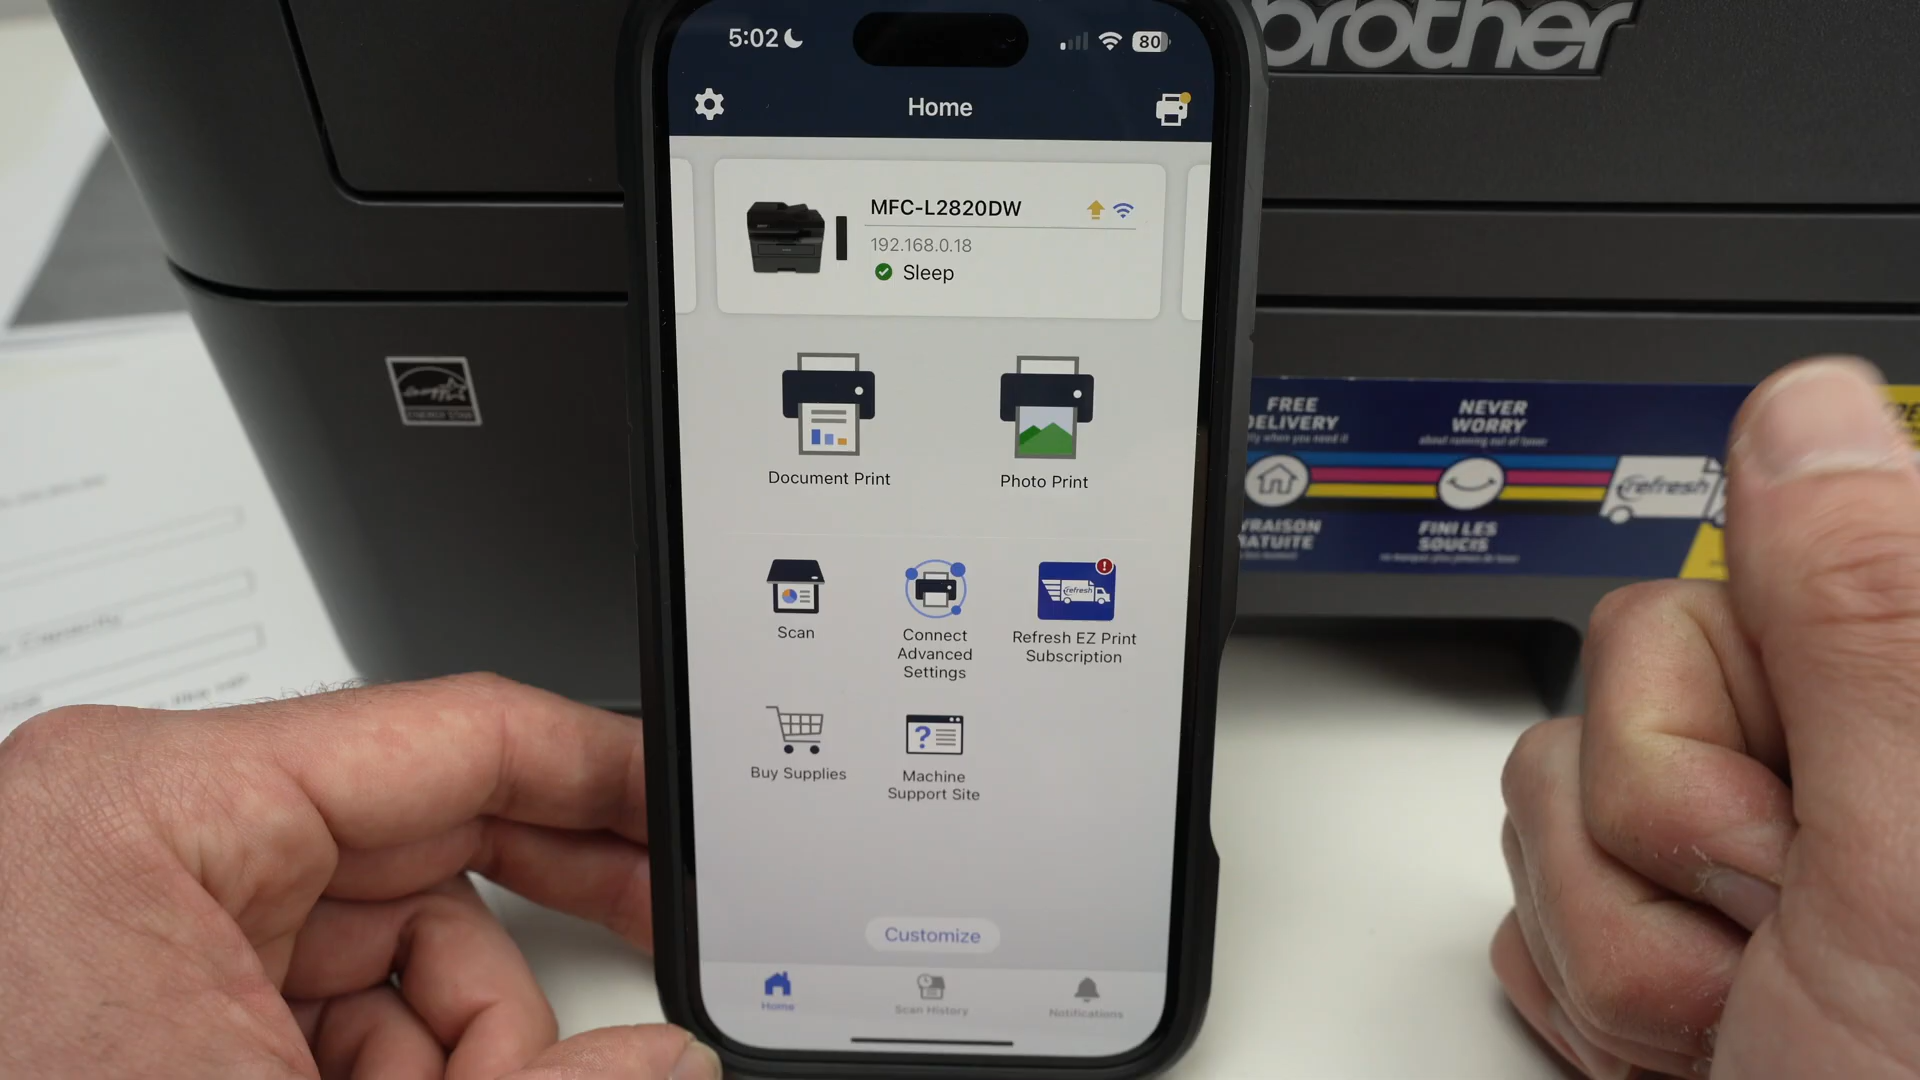 brother
5:02
80
Home
MFC-L2820DW
192.168.0.18
Sleep
Document Print
Photo Print
Scan
Connect
Advanced
Settings
refresh
Refresh EZ Print
Subscription
Buy Supplies
Machine
Support Site
Customize
Home
Scan History
Notifications
ENERGY STAR
FREE
DELIVERY
NEVER
WORRY
about running out of toner
refresh
FINI LES
SOUCIS